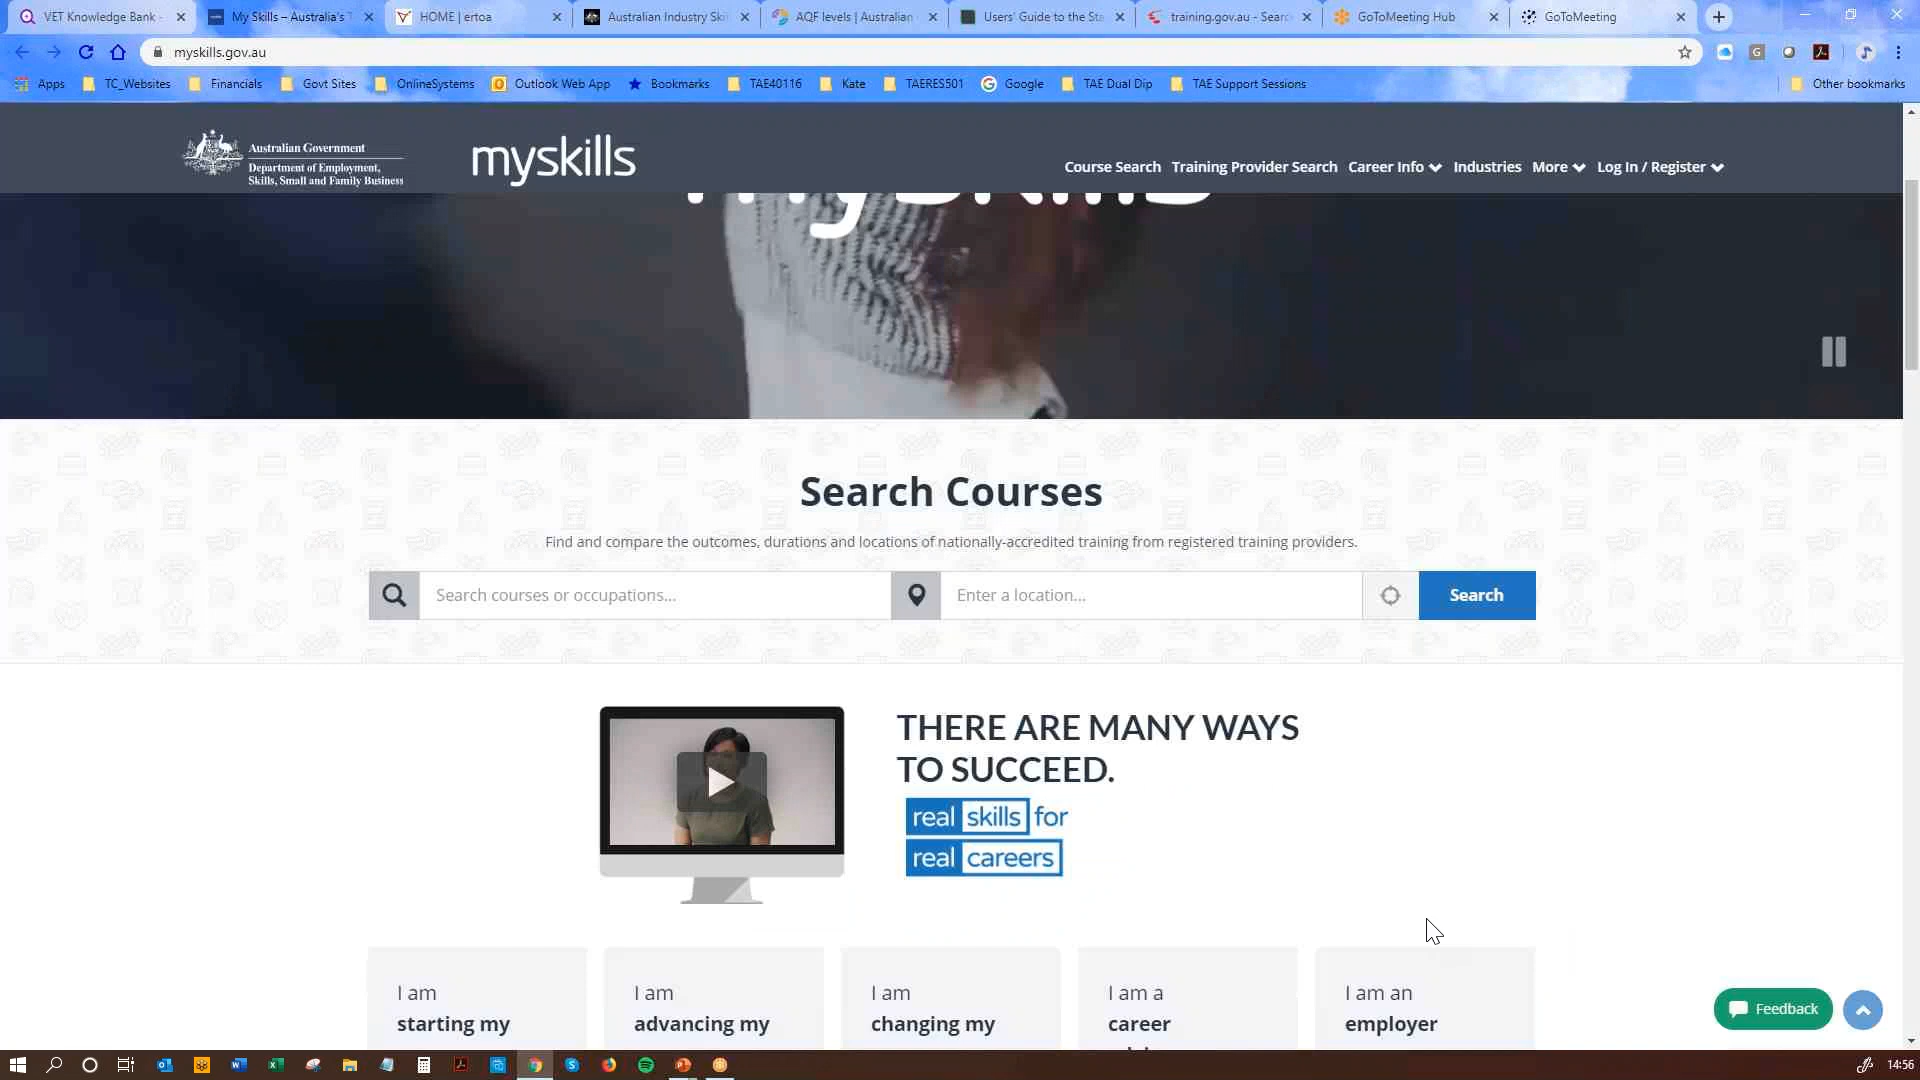 VET Knowledge Bank -
My Skills – Australia's T
HOME | ertoa
Australian Industry Ski
AQF levels | Australian
Users' Guide to the Sta
training.gov.au - Search
GoToMeeting Hub
GoToMeeting
myskills.gov.au
Apps
TC_Websites
Financials
Govt Sites
OnlineSystems
Outlook Web App
Bookmarks
TAE40116
Kate
TAERES501
Google
TAE Dual Dip
TAE Support Sessions
Other bookmarks
Australian Government
Department of Employment,
Skills, Small and Family Business
myskills
Course Search
Training Provider Search
Career Info
Industries
More
Log In / Register
Search Courses
Find and compare the outcomes, durations and locations of nationally-accredited training from registered training providers.
Search courses or occupations...
Enter a location...
Search
THERE ARE MANY WAYS
TO SUCCEED.
real skills for
real careers
I am
starting my
I am
advancing my
I am
changing my
I am a
career
I am an
employer
Feedback
14:56